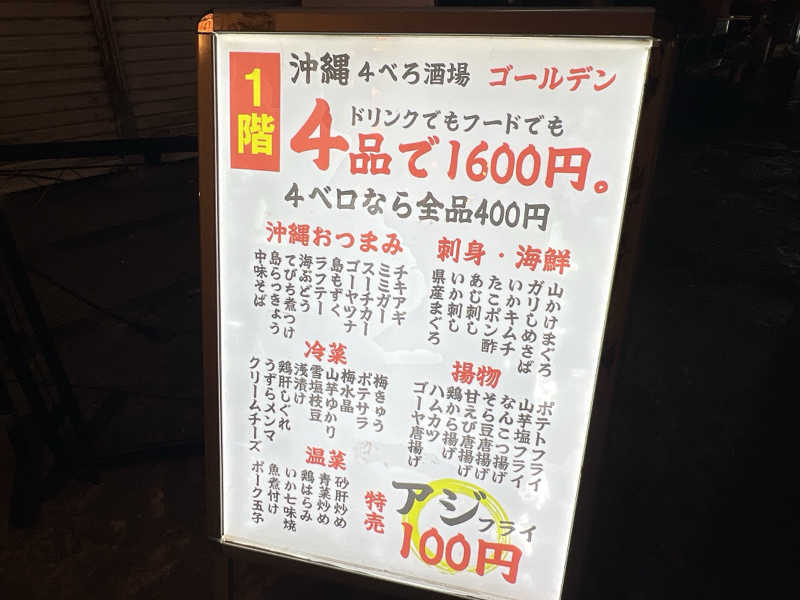 1階
沖縄 4べろ酒場 ゴールデン
ドリンクでもフードでも
4品で1600円。
4ベロなら全品400円
沖縄おつまみ
チキアギ
ミミガー
スーチカー
ゴーヤツナ
島もずく
ラフテー
海ぶどう
てびち煮つけ
島らっきょう
中味そば
刺身・海鮮
山かけまぐろ
ガリしめさば
いかキムチ
たこポン酢
あじ刺し
いか刺し
県産まぐろ
冷菜
梅きゅう
ポテサラ
梅水晶
山芋ゆかり
雪塩枝豆
浅漬け
鶏肝しぐれ
うずらメンマ
クリームチーズ
揚物
ポテトフライ
山芋塩フライ
なんこつ揚げ
そら豆唐揚げ
甘えび唐揚げ
鶏から揚げ
ハムカツ
ゴーヤ唐揚げ
温菜
砂肝炒め
青菜炒め
鶏はらみ
いか七味焼
魚煮付け
ポーク玉子
特売
アジフライ
100円